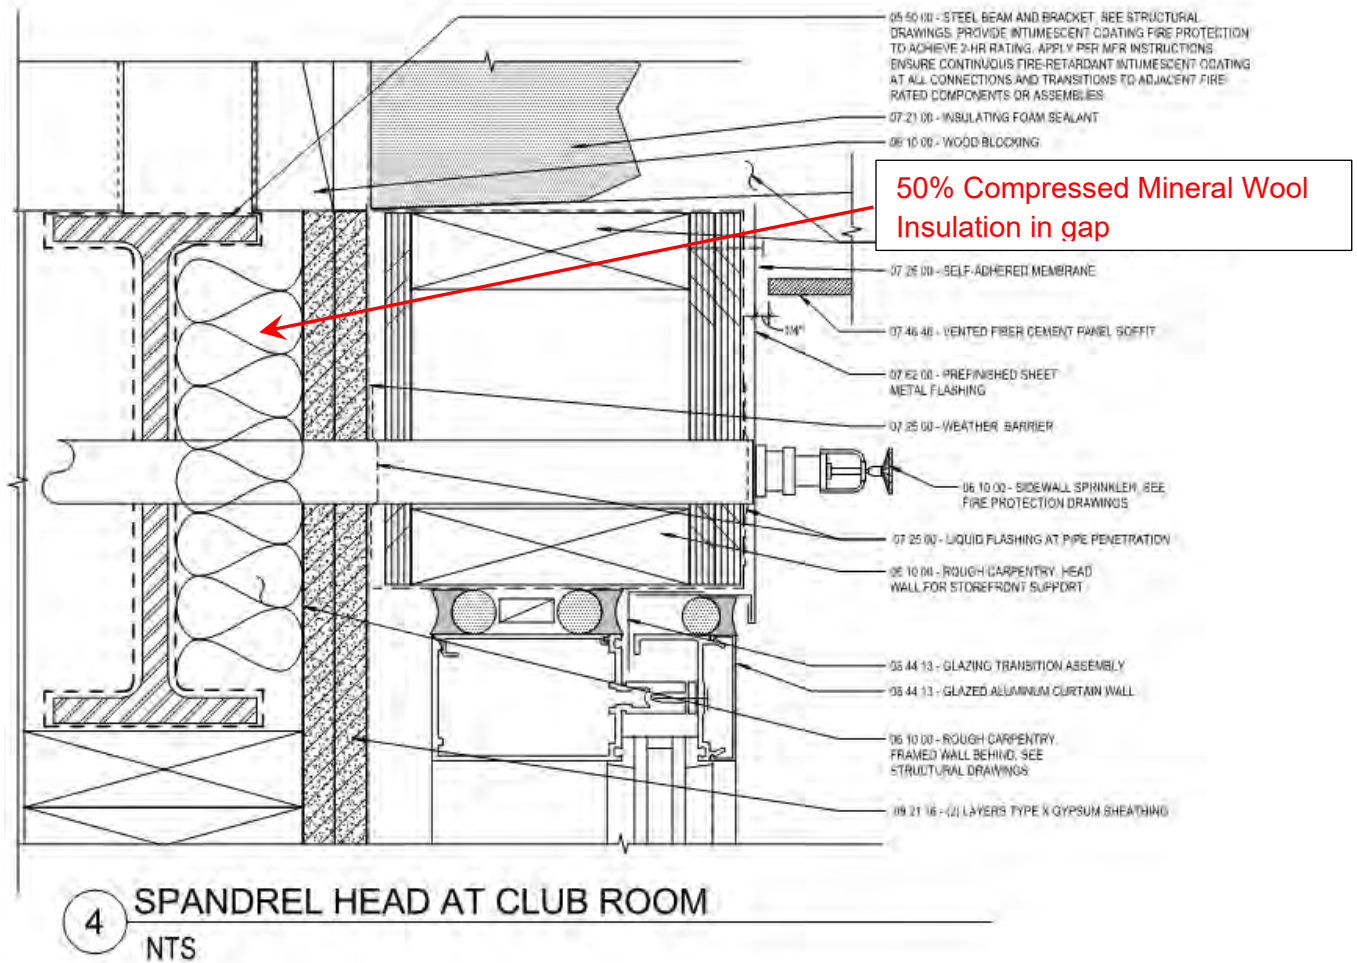 05 50 00 - STEEL BEAM AND BRACKET, SEE STRUCTURAL
DRAWINGS. PROVIDE INTUMESCENT COATING FIRE PROTECTION
TO ACHIEVE 2-HR RATING. APPLY PER MFR INSTRUCTIONS.
ENSURE CONTINUOUS FIRE-RETARDANT INTUMESCENT COATING
AT ALL CONNECTIONS AND TRANSITIONS TO ADJACENT FIRE
RATED COMPONENTS OR ASSEMBLIES
07 21 00 - INSULATING FOAM SEALANT
06 10 00 - WOOD BLOCKING
50% Compressed Mineral Wool
Insulation in gap
07 26 00 - SELF-ADHERED MEMBRANE
07 46 46 - VENTED FIBER CEMENT PANEL SOFFIT
1/4"
07 62 00 - PREFINISHED SHEET
METAL FLASHING
07 25 00 - WEATHER BARRIER
06 10 00 - SIDEWALL SPRINKLER, SEE
FIRE PROTECTION DRAWINGS
07 25 00 - LIQUID FLASHING AT PIPE PENETRATION
06 10 00 - ROUGH CARPENTRY, HEAD
WALL FOR STOREFRONT SUPPORT
08 44 13 - GLAZING TRANSITION ASSEMBLY
08 44 13 - GLAZED ALUMINUM CURTAIN WALL
06 10 00 - ROUGH CARPENTRY,
FRAMED WALL BEHIND, SEE
STRUCTURAL DRAWINGS
09 21 16 - (2) LAYERS TYPE X GYPSUM SHEATHING
4 SPANDREL HEAD AT CLUB ROOM
NTS